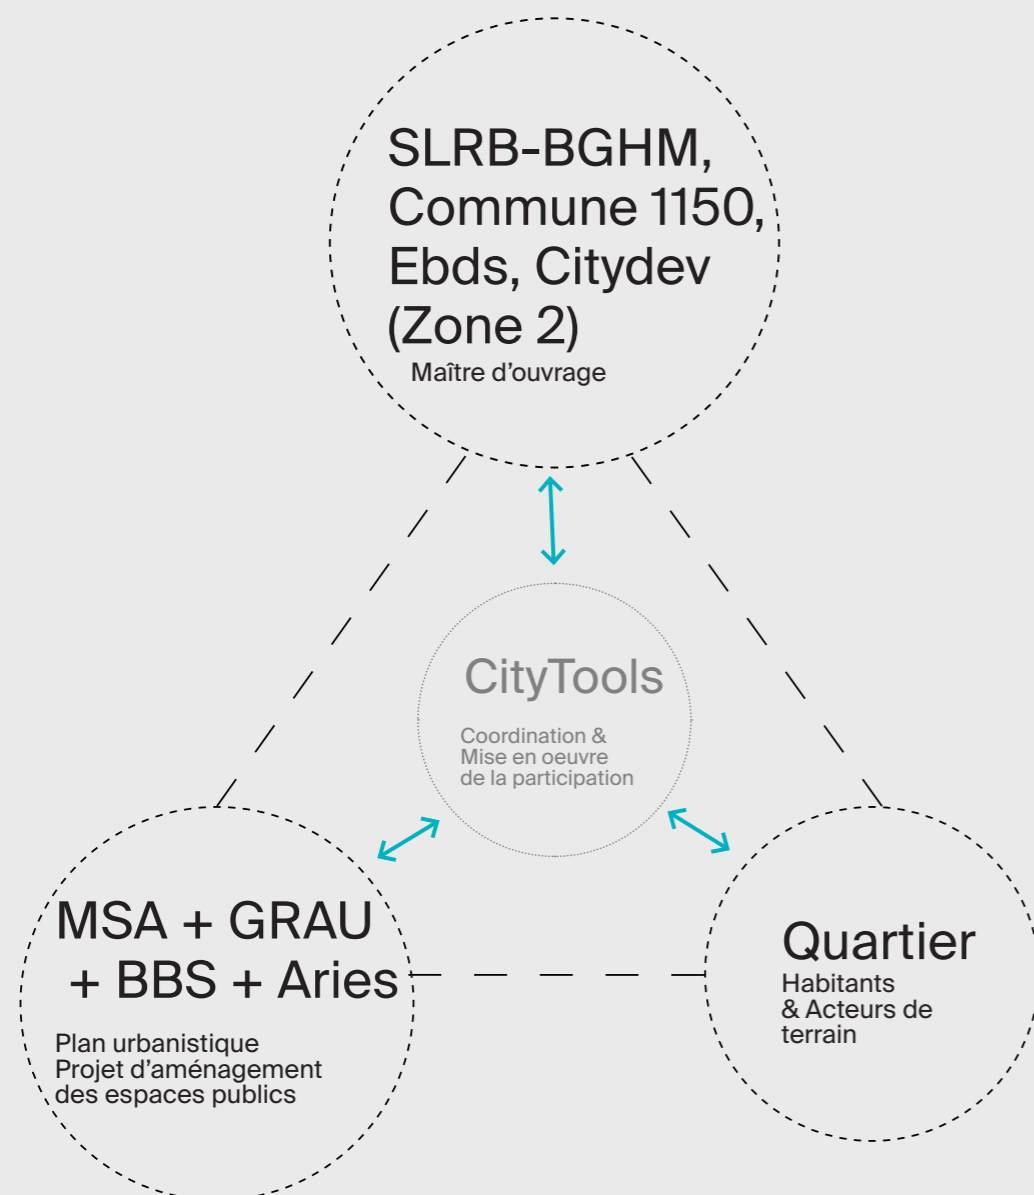 SLRB-BGHM,
Commune 1150,
Ebds, Citydev
(Zone 2)
Maître d'ouvrage
CityTools
Coordination &
Mise en oeuvre
de la participation
MSA + GRAU
+ BBS + Aries
Plan urbanistique
Projet d'aménagement
des espaces publics
Quartier
Habitants
& Acteurs de
terrain